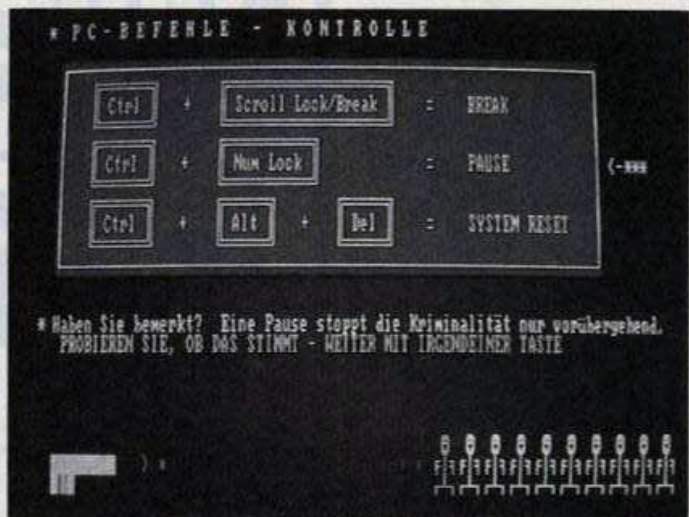 * PC-BEFEHLE - KONTROLLE
Ctrl + Scroll Lock/Break = BREAK
Ctrl + Num Lock = PAUSE <-***
Ctrl + Alt + Del = SYSTEM RESET
* Haben Sie bemerkt? Eine Pause stoppt die Kriminalität nur vorübergehend.
PROBIEREN SIE, OB DAS STIMMT - WEITER MIT IRGENDEINER TASTE